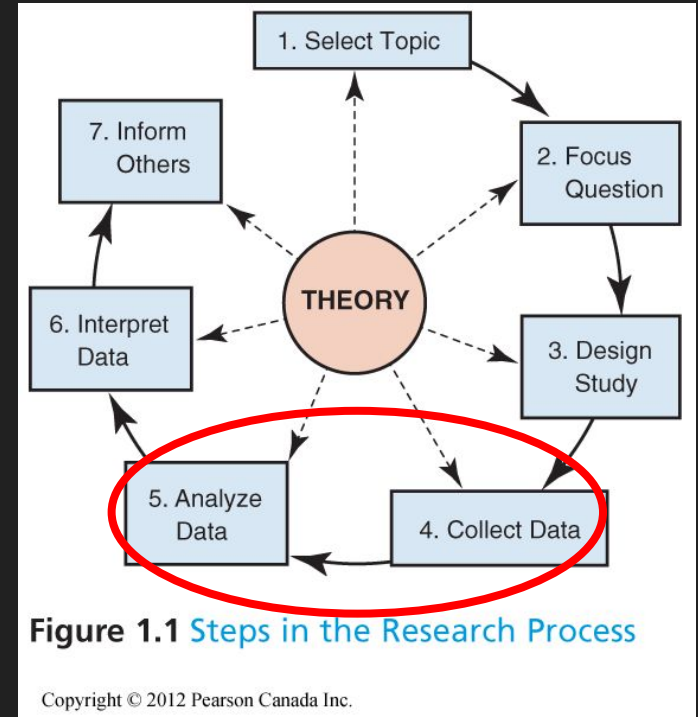 1. Select Topic
2. Focus
Question
3. Design
Study
4. Collect Data
5. Analyze
Data
6. Interpret
Data
7. Inform
Others
THEORY
Figure 1.1 Steps in the Research Process
Copyright © 2012 Pearson Canada Inc.